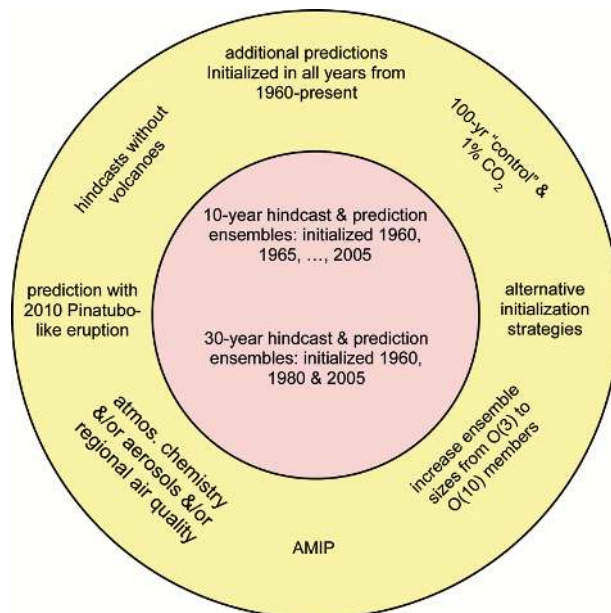 additional predictions
Initialized in all years from
1960-present
hindcasts without
volcanoes
100-yr “control” &
1% CO2
10-year hindcast & prediction
ensembles: initialized 1960,
1965, …, 2005
prediction with
2010 Pinatubo-
like eruption
alternative
initialization
strategies
30-year hindcast & prediction
ensembles: initialized 1960,
1980 & 2005
atmos. chemistry
&/or aerosols &/or
regional air quality
increase ensemble
sizes from O(3) to
O(10) members
AMIP